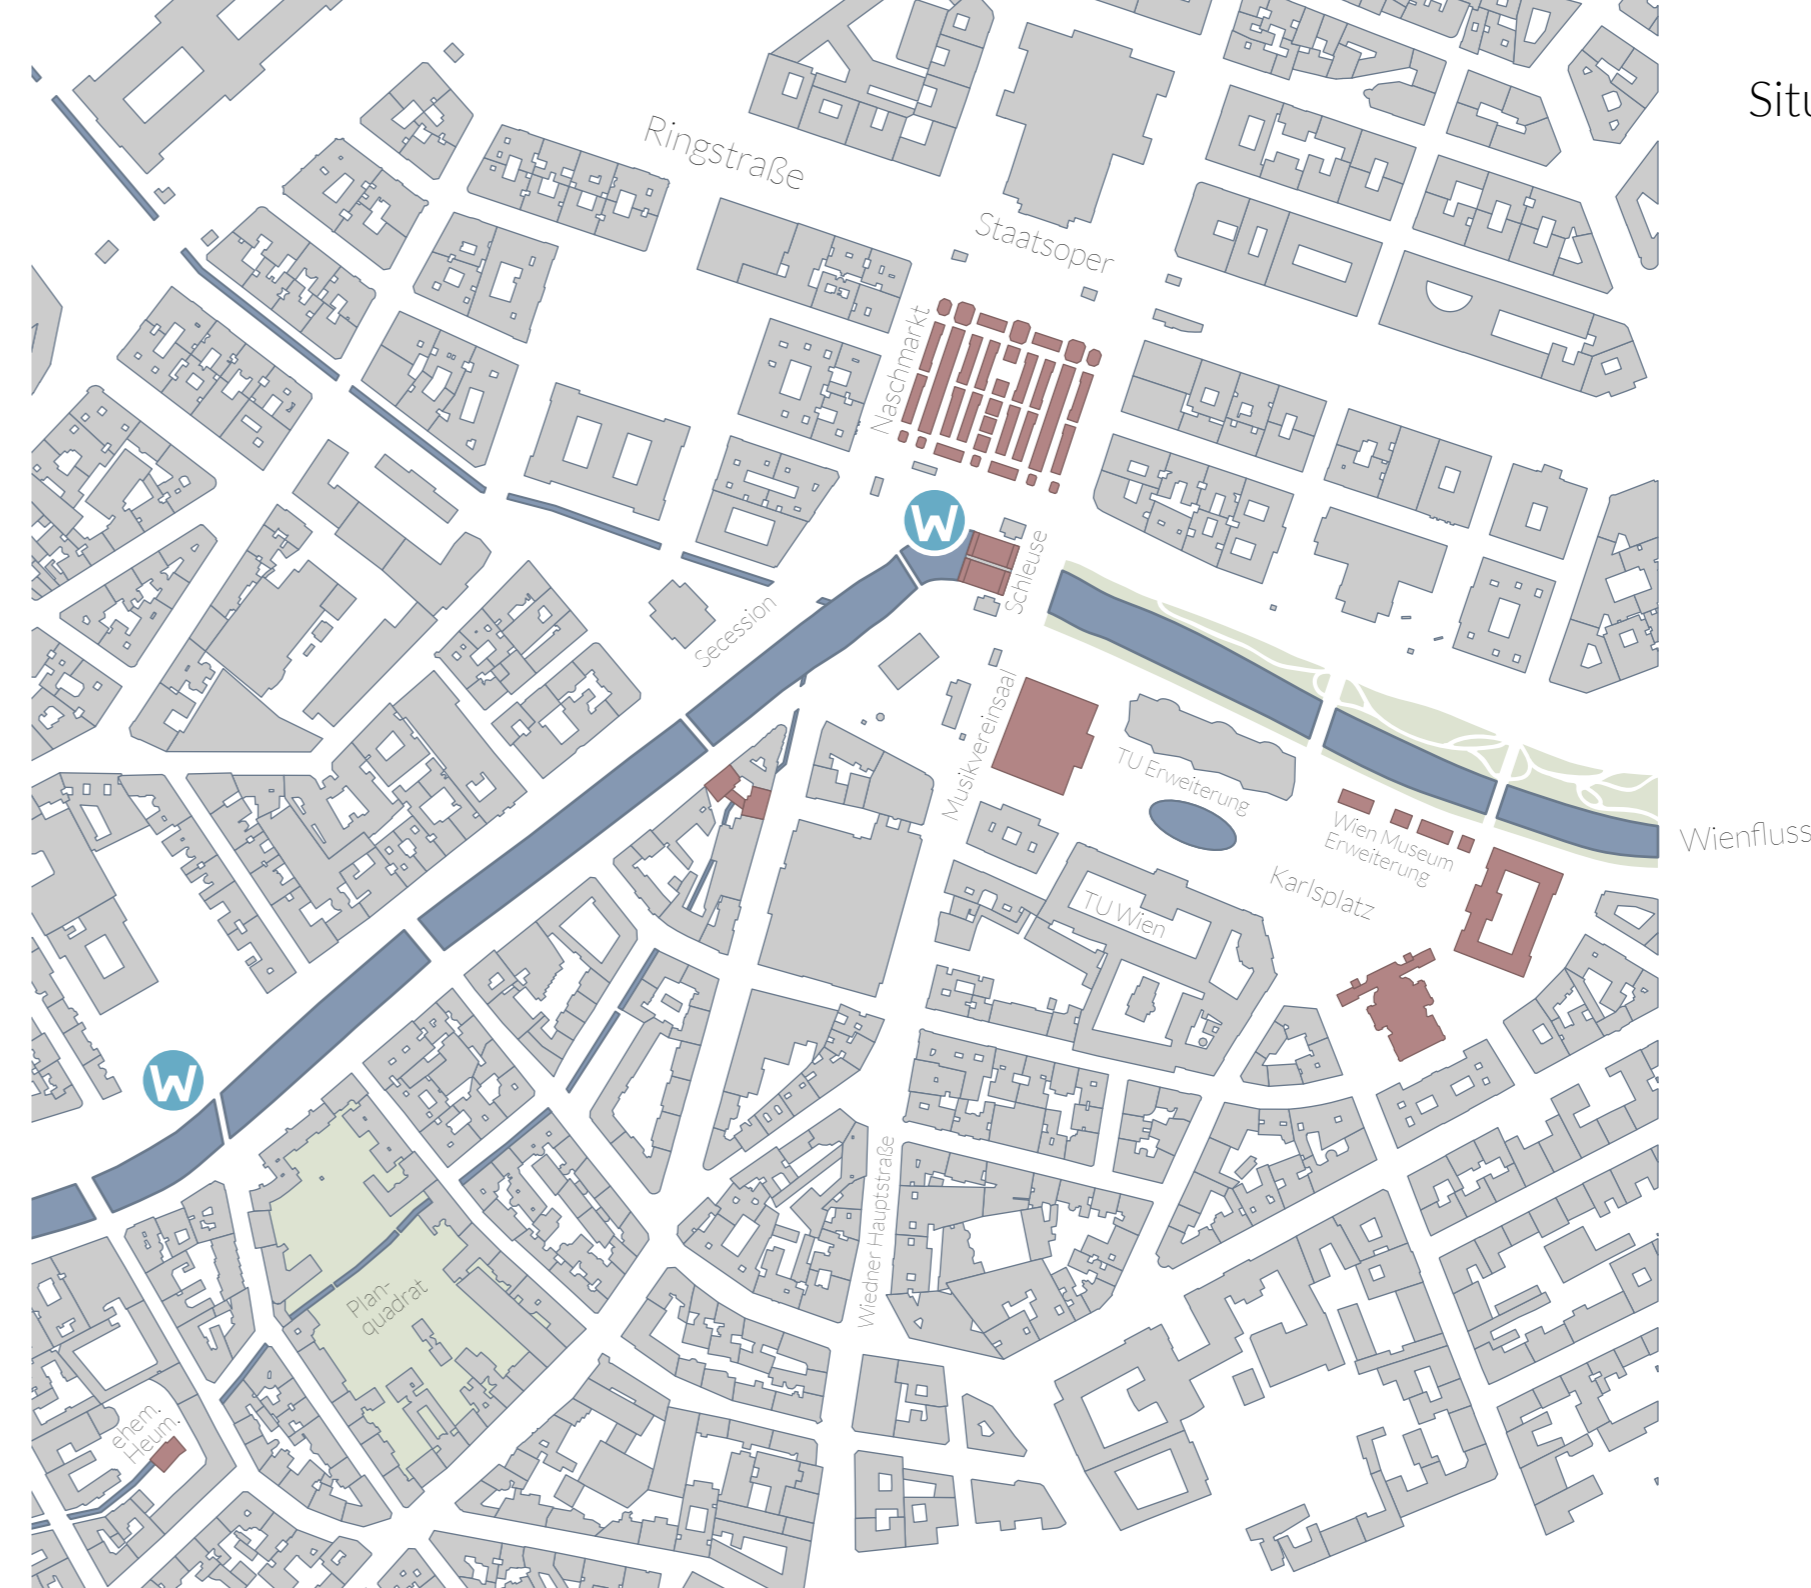 Ringstraße
Situ
Staatsoper
Naschmarkt
W
Schleuse
Secession
Musikvereinsaal
TU Erweiterung
Wien Museum
Erweiterung
Wienfluss
Karlsplatz
TU Wien
W
Wiedner Hauptstraße
Plan-
quadrat
ehem.
Heum.